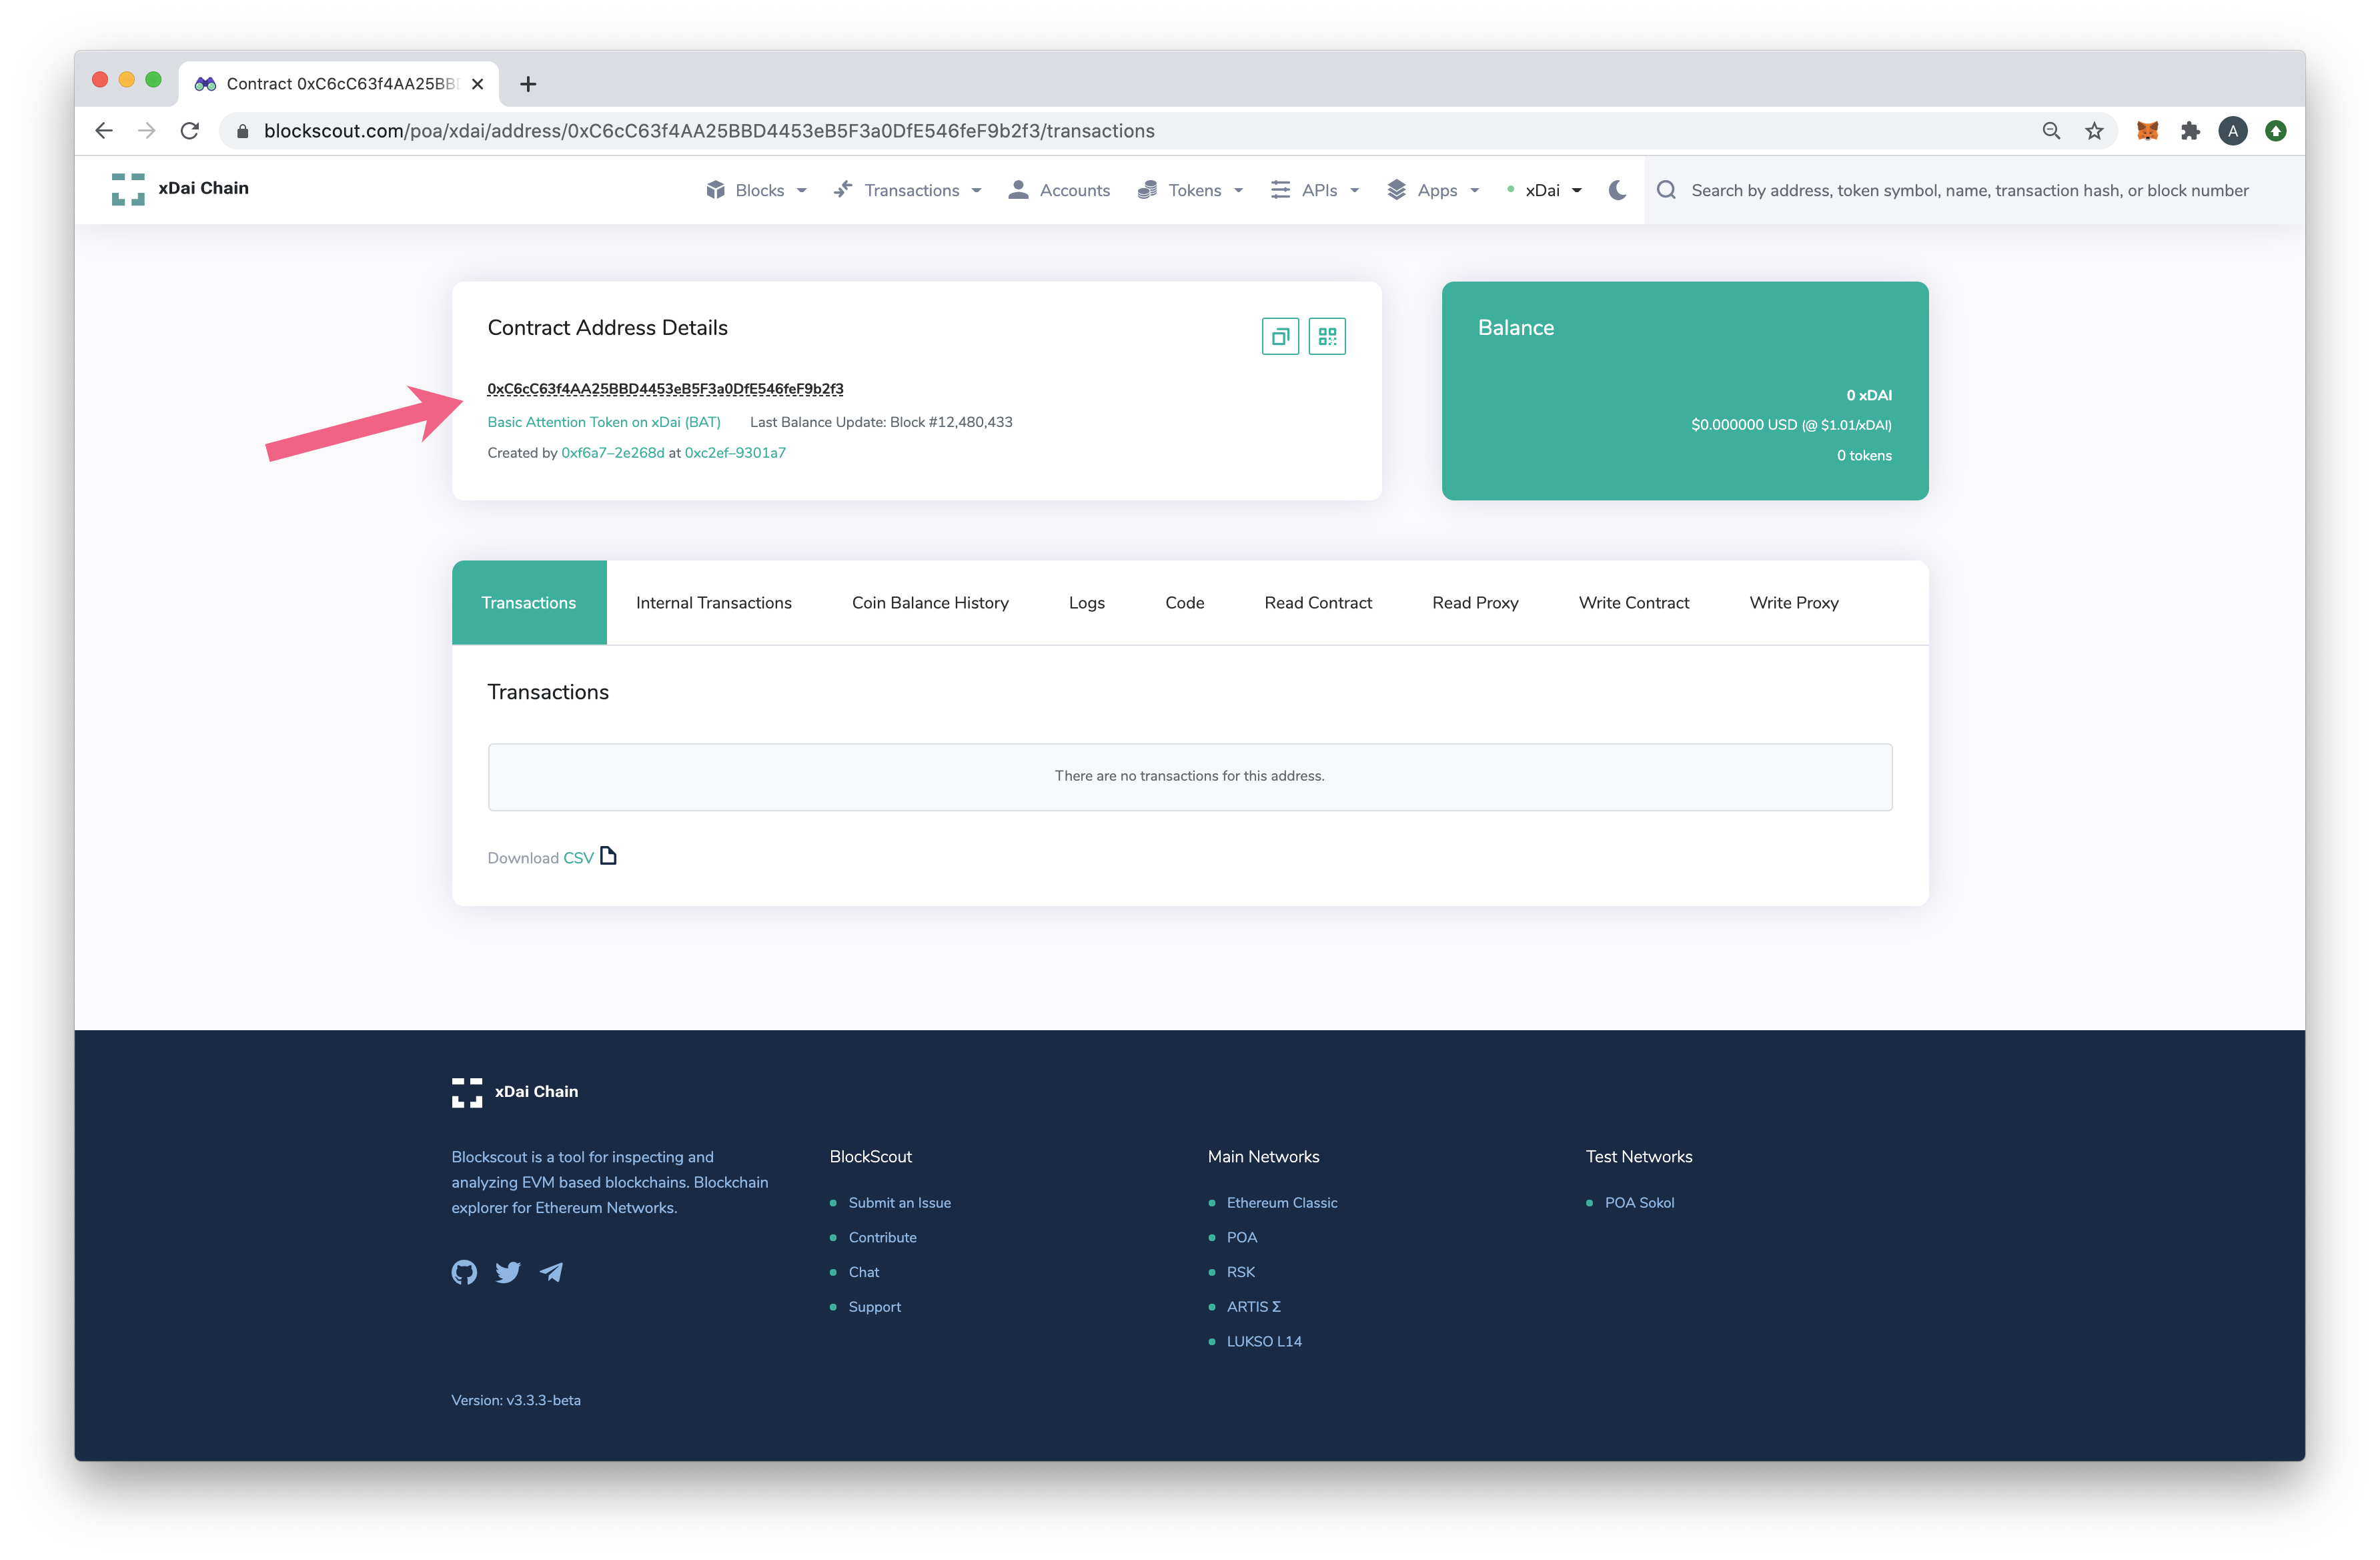 Contract 0xC6cC63f4AA25BB
blockscout.com/poa/xdai/address/0xC6cC63f4AA25BBD4453eB5F3a0DfE546feF9b2f3/transactions
A
xDai Chain
Blocks
Transactions
Accounts
Tokens
APIs
Apps
xDai
Search by address, token symbol, name, transaction hash, or block number
Contract Address Details
0xC6cC63f4AA25BBD4453eB5F3a0DfE546feF9b2f3
Basic Attention Token on xDai (BAT) Last Balance Update: Block #12,480,433
Created by 0xf6a7–2e268d at 0xc2ef–9301a7
Balance
0 xDAI
$0.000000 USD (@ $1.01/xDAI)
0 tokens
Transactions
Internal Transactions
Coin Balance History
Logs
Code
Read Contract
Read Proxy
Write Contract
Write Proxy
Transactions
There are no transactions for this address.
Download CSV
xDai Chain
Blockscout is a tool for inspecting and
analyzing EVM based blockchains. Blockchain
explorer for Ethereum Networks.
BlockScout
Submit an Issue
Contribute
Chat
Support
Main Networks
Ethereum Classic
POA
RSK
ARTIS Σ
LUKSO L14
Test Networks
POA Sokol
Version: v3.3.3-beta